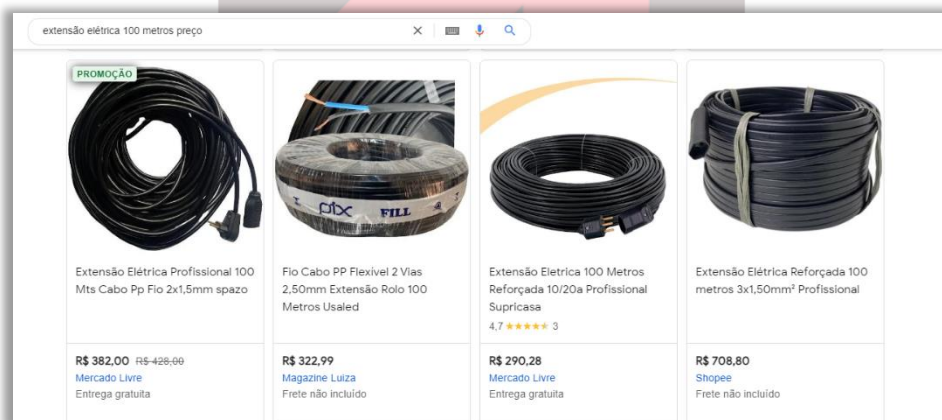 extensão elétrica 100 metros preço
PROMOÇÃO
pix FILL
Extensão Elétrica Profissional 100
Mts Cabo Pp Fio 2x1,5mm spazo
R$ 382,00 R$ 428,00
Mercado Livre
Entrega gratuita
Fio Cabo PP Flexível 2 Vias
2,50mm Extensão Rolo 100
Metros Usaled
R$ 322,99
Magazine Luiza
Frete não incluído
Extensão Eletrica 100 Metros
Reforçada 10/20a Profissional
Supricasa
4,7 ★★★★★ 3
R$ 290,28
Mercado Livre
Entrega gratuita
Extensão Elétrica Reforçada 100
metros 3x1,50mm² Profissional
R$ 708,80
Shopee
Frete não incluído